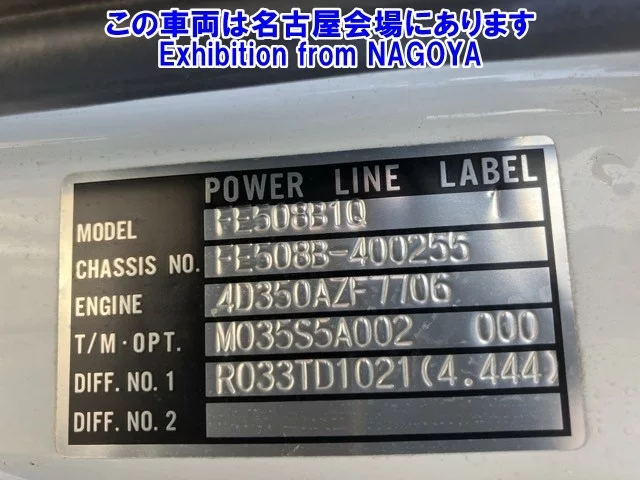 この車両は名古屋会場にあります
Exhibition from NAGOYA
POWER LINE LABEL
MODEL FE508B1Q 1
CHASSIS NO. FE508B-400255
ENGINE 4D350AZF7706
T/M·OPT. M035S5A002 000
DIFF. NO. 1 R033TD1021(4.444)
DIFF. NO. 2